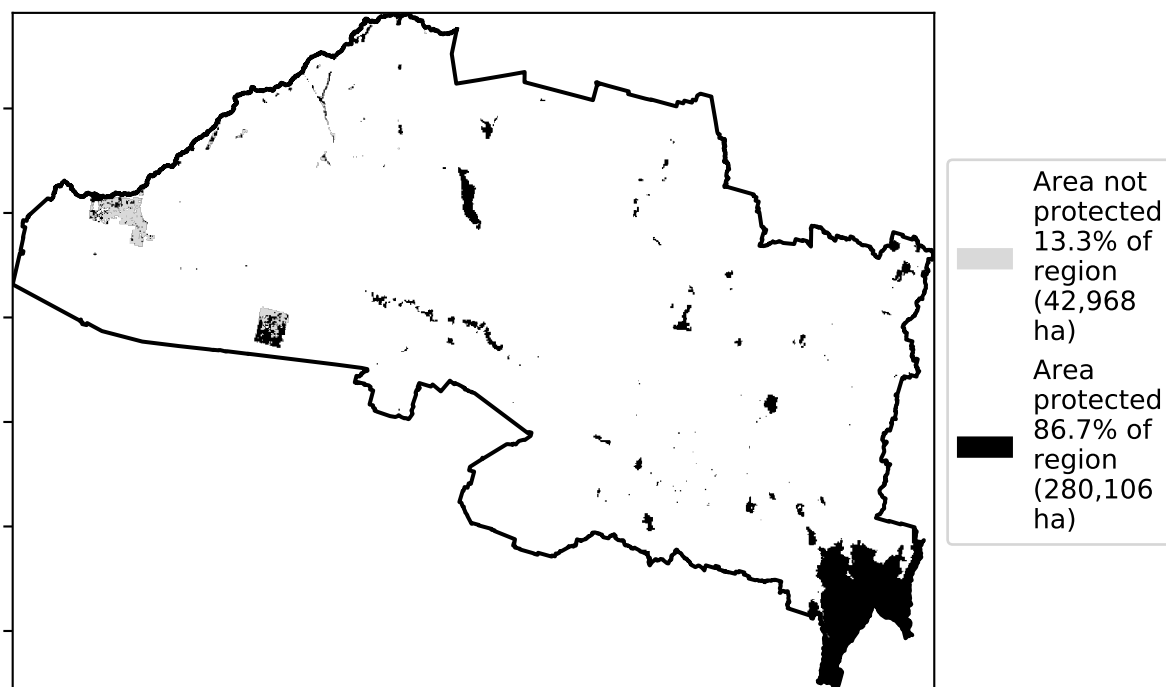 Area not
protected
13.3% of
region
(42,968
ha)
Area
protected
86.7% of
region
(280,106
ha)